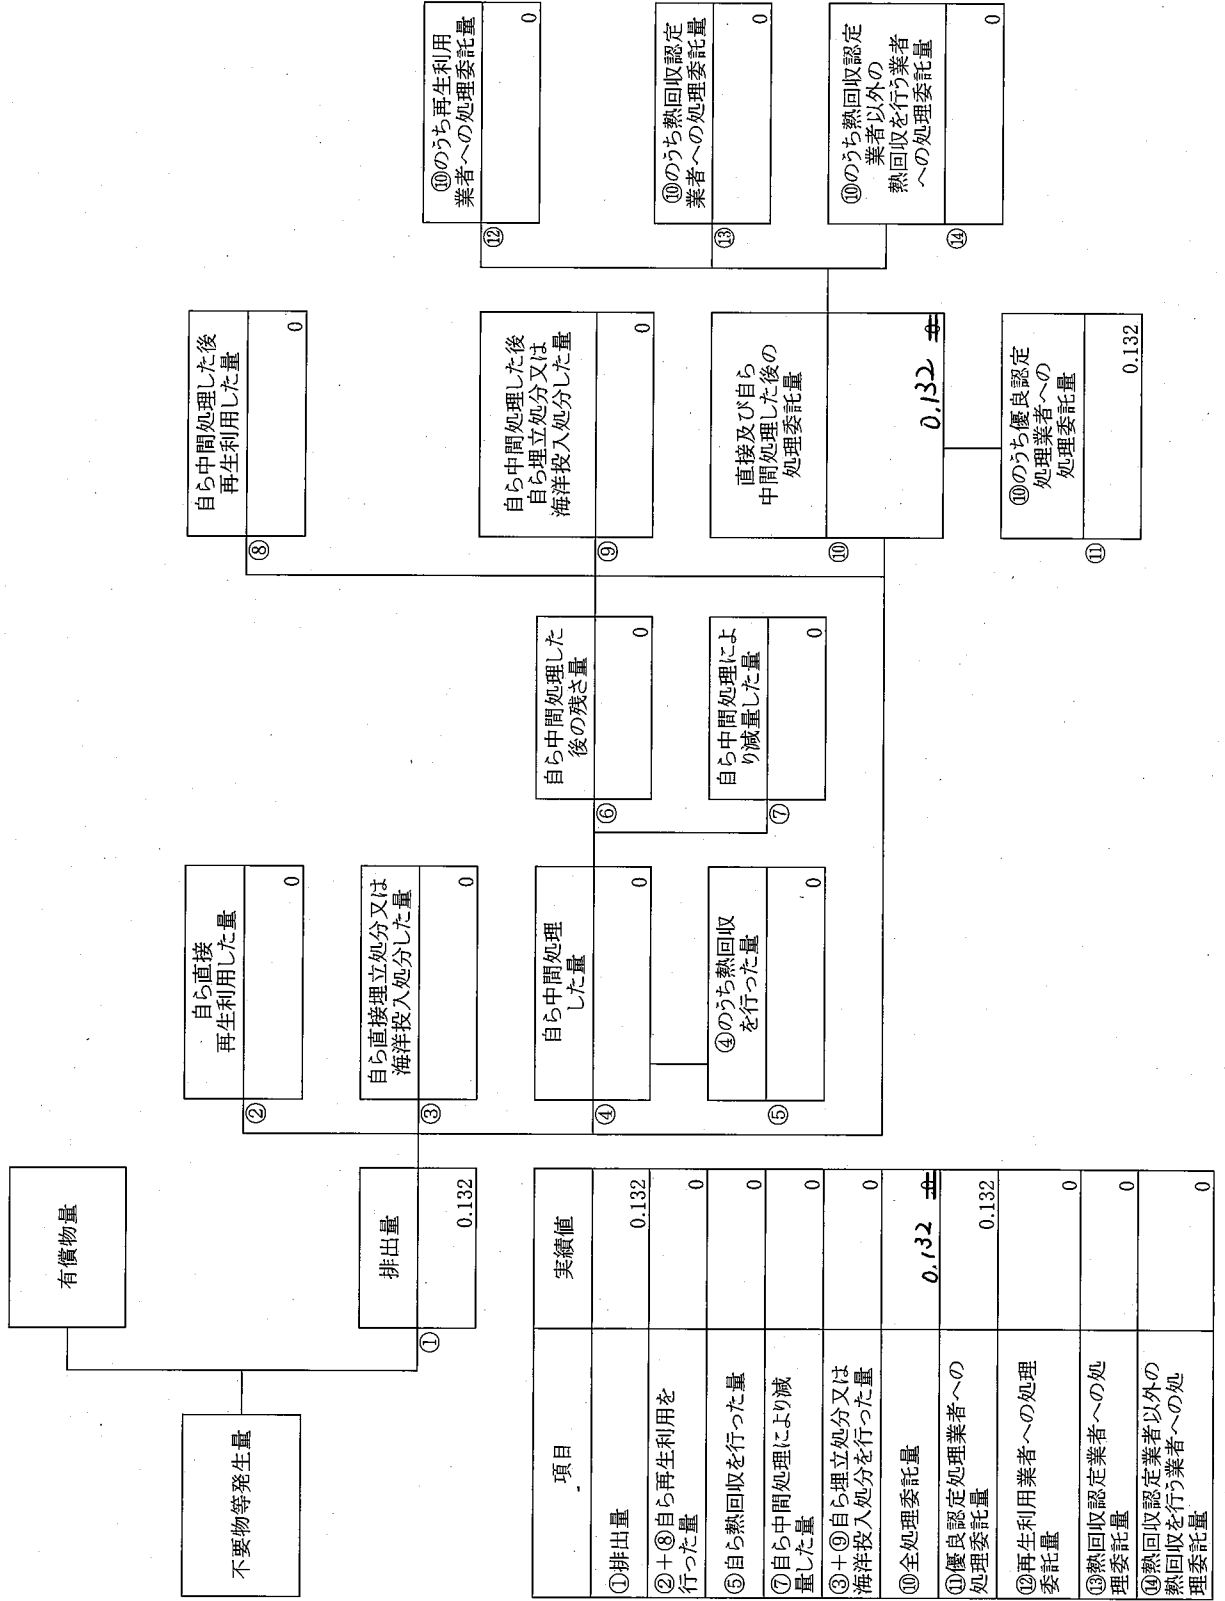 有償物量
不要物等発生量
排出量
①
0.132
自ら直接
再生利用した量
②
0
自ら直接埋立処分又は
海洋投入処分した量
③
0
自ら中間処理
した量
④
0
④のうち熱回収
を行った量
⑤
0
自ら中間処理した
後の残さ量
⑥
0
自ら中間処理によ
り減量した量
⑦
0
自ら中間処理した後
再生利用した量
⑧
0
自ら中間処理した後
自ら埋立処分又は
海洋投入処分した量
⑨
0
直接及び自ら
中間処理した後の
処理委託量
⑩
0.132 0
⑩のうち優良認定
処理業者への
処理委託量
⑪
0.132
⑩のうち再生利用
業者への処理委託量
⑫
0
⑩のうち熱回収認定
業者への処理委託量
⑬
0
⑩のうち熱回収認定
業者以外の
熱回収を行う業者
への処理委託量
⑭
0
項目 実績値
①排出量 0.132
②+⑧自ら再生利用を
行った量 0
⑤自ら熱回収を行った量 0
⑦自ら中間処理により減
量した量 0
③+⑨自ら埋立処分又は
海洋投入処分を行った量 0
⑩全処理委託量 0.132 0
⑪優良認定処理業者への
処理委託量 0.132
⑫再生利用業者への処理
委託量 0
⑬熱回収認定業者への処
理委託量 0
⑭熱回収認定業者以外の
熱回収を行う業者への処
理委託量 0